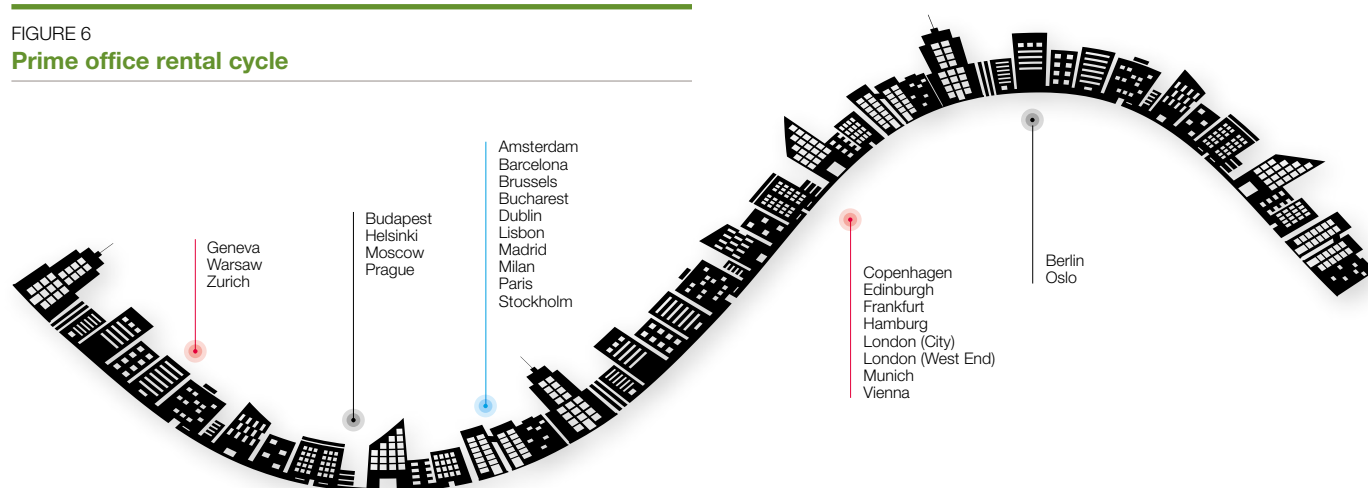 FIGURE 6
Prime office rental cycle
Geneva
Warsaw
Zurich
Budapest
Helsinki
Moscow
Prague
Amsterdam
Barcelona
Brussels
Bucharest
Dublin
Lisbon
Madrid
Milan
Paris
Stockholm
Copenhagen
Edinburgh
Frankfurt
Hamburg
London (City)
London (West End)
Munich
Vienna
Berlin
Oslo